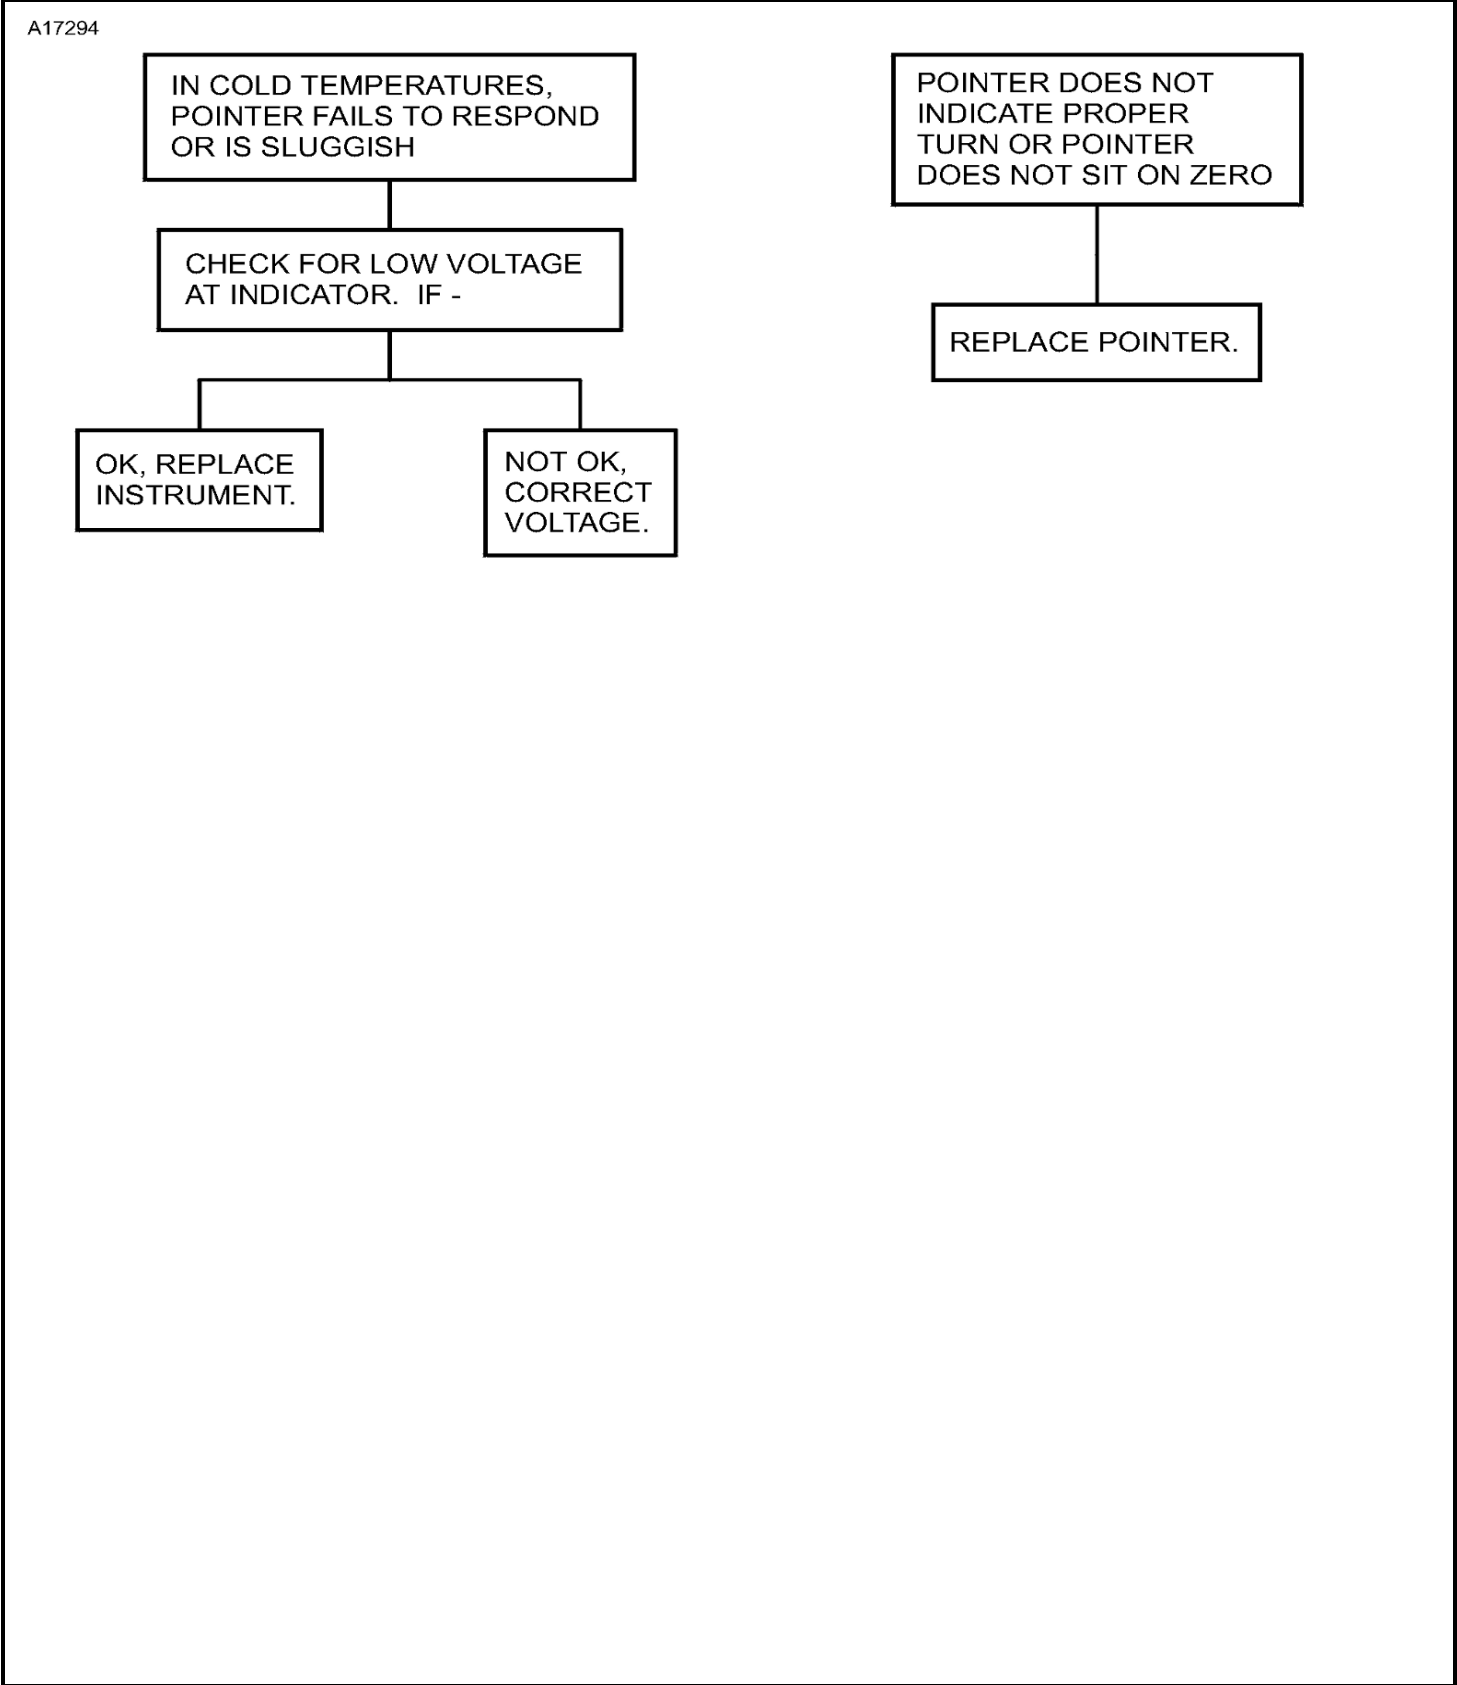 A17294
IN COLD TEMPERATURES,
POINTER FAILS TO RESPOND
OR IS SLUGGISH
CHECK FOR LOW VOLTAGE
AT INDICATOR.  IF -
OK, REPLACE
INSTRUMENT.
NOT OK,
CORRECT
VOLTAGE.
POINTER DOES NOT
INDICATE PROPER
TURN OR POINTER
DOES NOT SIT ON ZERO
REPLACE POINTER.